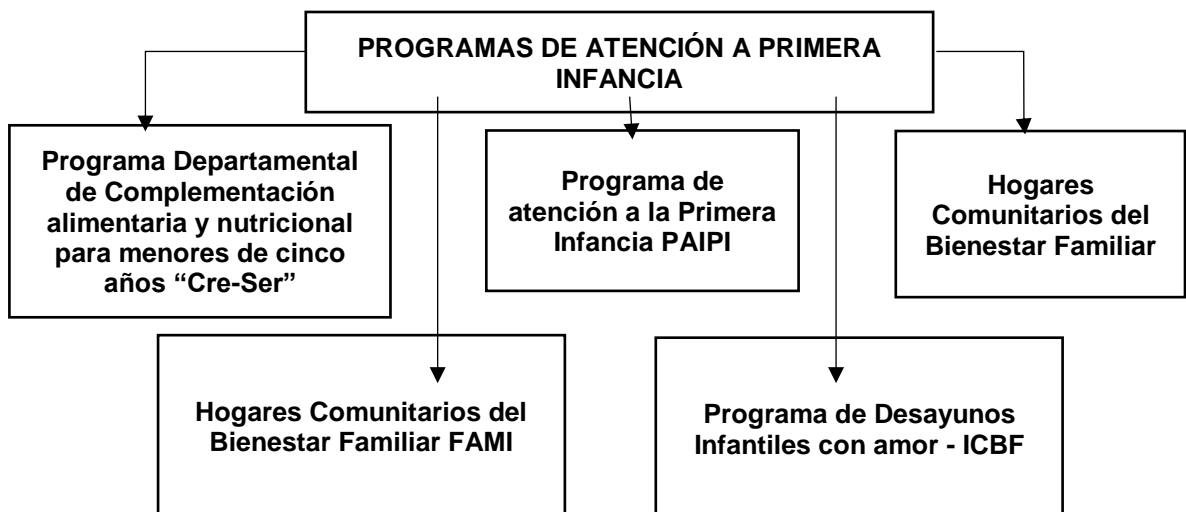 PROGRAMAS DE ATENCIÓN A PRIMERA
INFANCIA
Programa Departamental
de Complementación
alimentaria y nutricional
para menores de cinco
años “Cre-Ser”
Programa de
atención a la Primera
Infancia PAIPI
Hogares
Comunitarios del
Bienestar Familiar
Hogares Comunitarios del
Bienestar Familiar FAMI
Programa de Desayunos
Infantiles con amor - ICBF